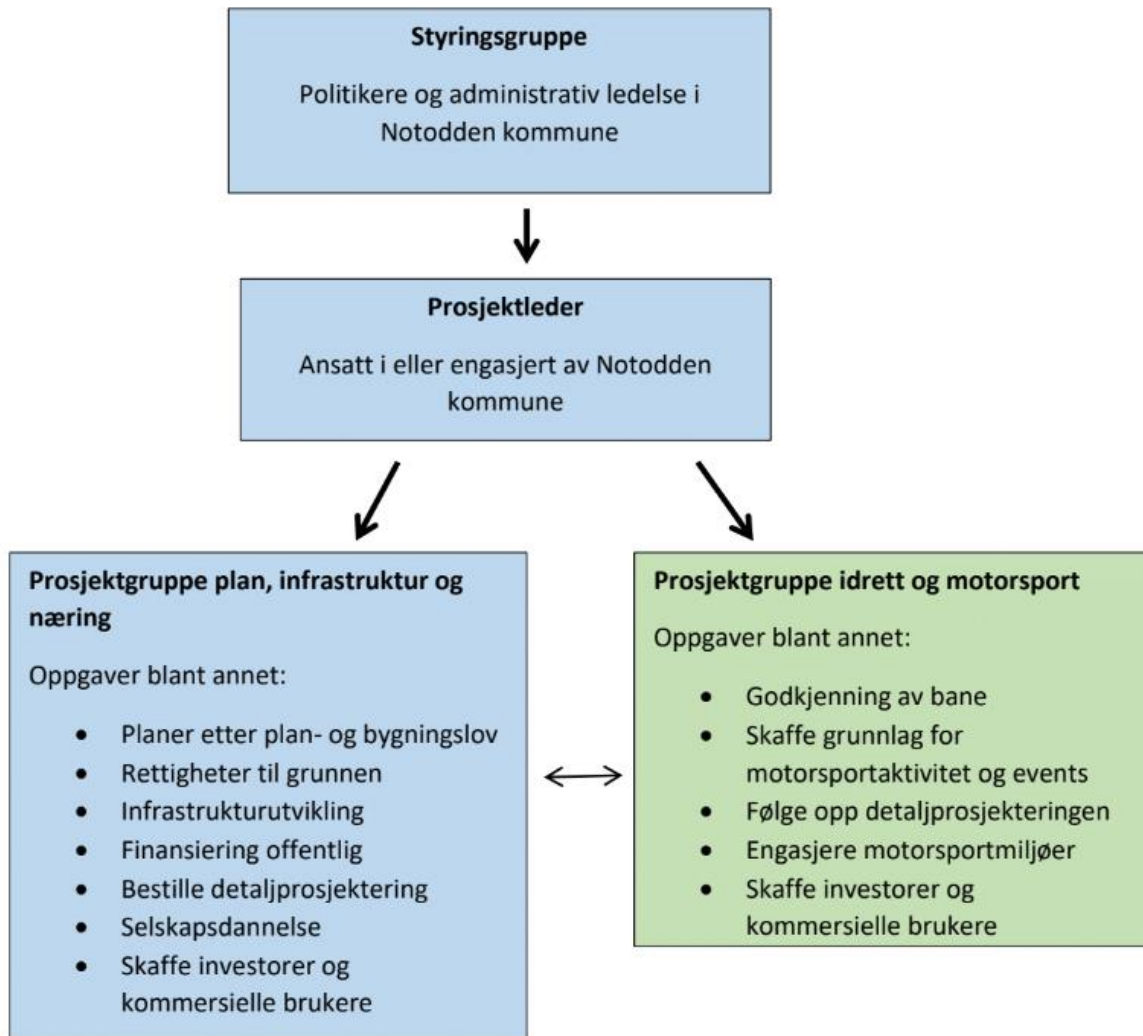 Styringsgruppe
Politikere og administrativ ledelse i
Notodden kommune
Prosjektleder
Ansatt i eller engasjert av Notodden
kommune
Prosjektgruppe plan, infrastruktur og
næring
Oppgaver blant annet:
• Planer etter plan- og bygningslov
• Rettigheter til grunnen
• Infrastrukturutvikling
• Finansiering offentlig
• Bestille detaljprosjektering
• Selskapsdannelse
• Skaffe investorer og
kommersielle brukere
Prosjektgruppe idrett og motorsport
Oppgaver blant annet:
• Godkjenning av bane
• Skaffe grunnlag for
motorsportaktivitet og events
• Følge opp detaljprosjekteringen
• Engasjere motorsportmiljøer
• Skaffe investorer og
kommersielle brukere